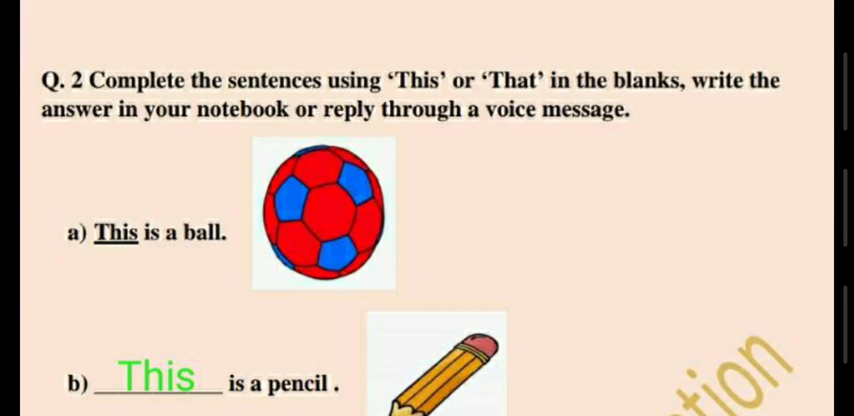 Q. 2 Complete the sentences using ‘This’ or ‘That’ in the blanks, write the
answer in your notebook or reply through a voice message.
a) This is a ball.
b) This is a pencil .
tion